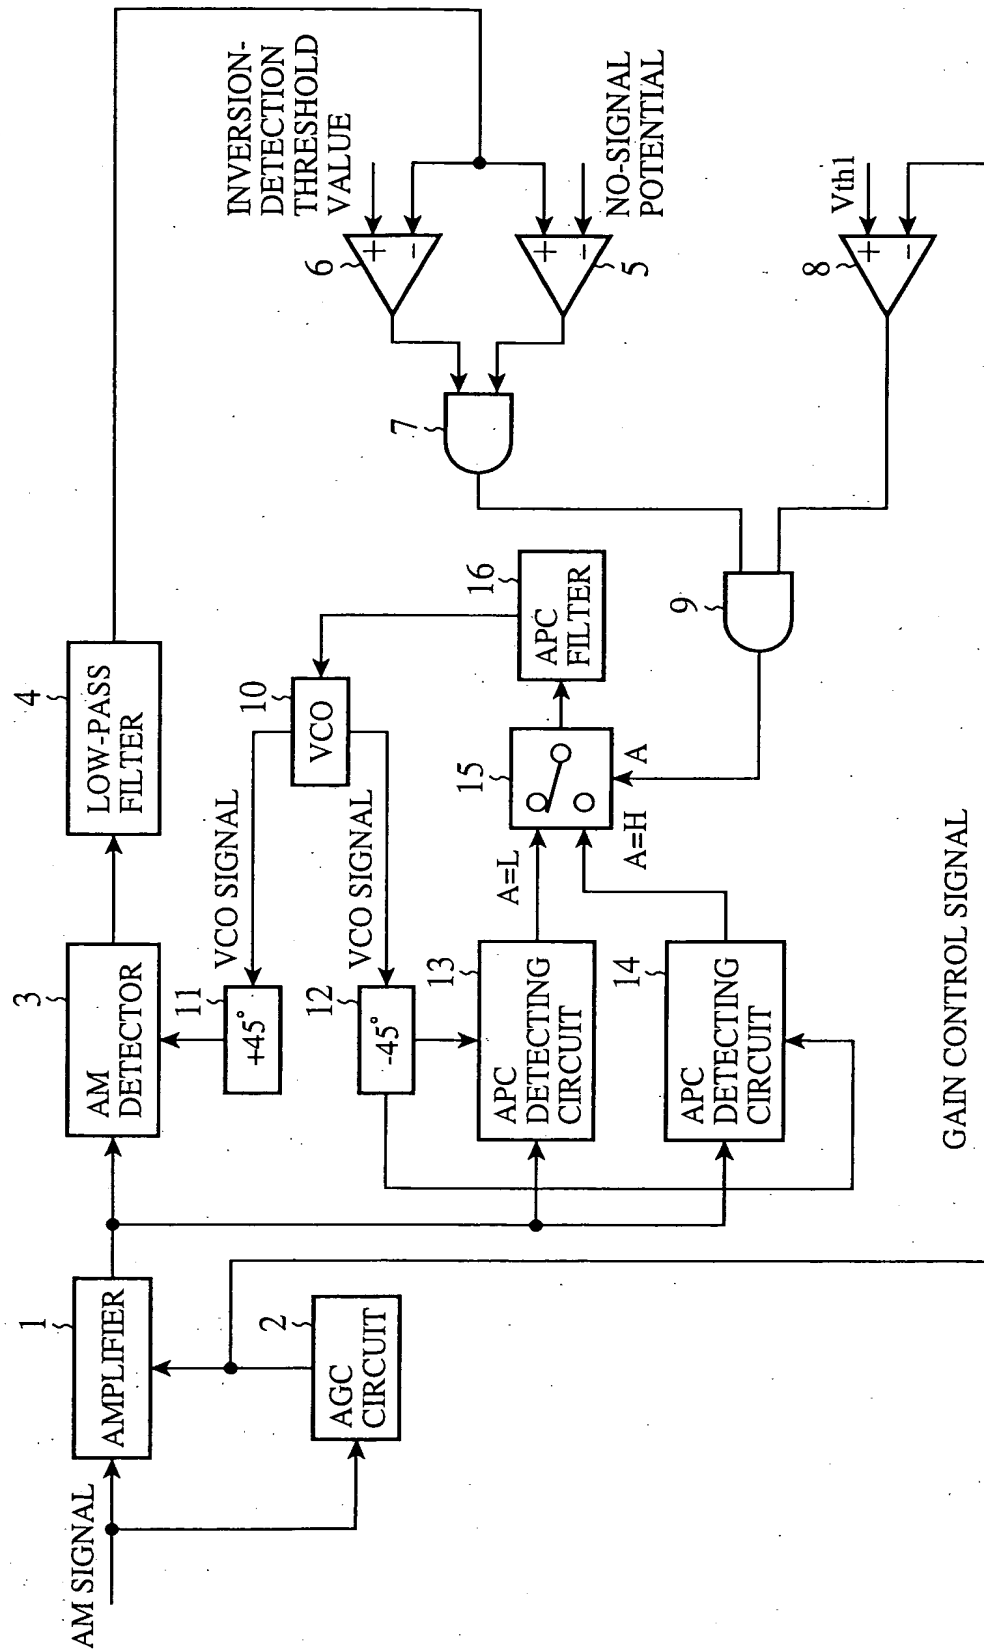 AM SIGNAL
1
AMPLIFIER
2
AGC
CIRCUIT
3
AM
DETECTOR
4
LOW-PASS
FILTER
11
+45°
VCO SIGNAL
10
VCO
12
-45°
VCO SIGNAL
13
APC
DETECTING
CIRCUIT
14
APC
DETECTING
CIRCUIT
A=L
A=H
15
A
16
APC
FILTER
INVERSION-
DETECTION
THRESHOLD
VALUE
6
+
-
5
+
-
NO-SIGNAL
POTENTIAL
7
8
+
-
Vth1
9
GAIN CONTROL SIGNAL